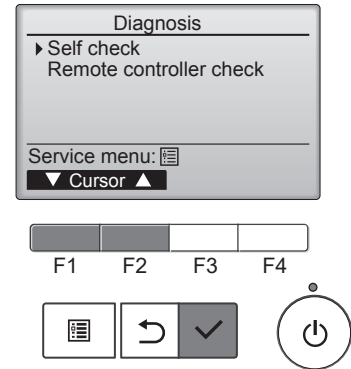 Diagnosis
Self check
Remote controller check
Service menu:
▼ Cursor ▲
F1 F2 F3 F4